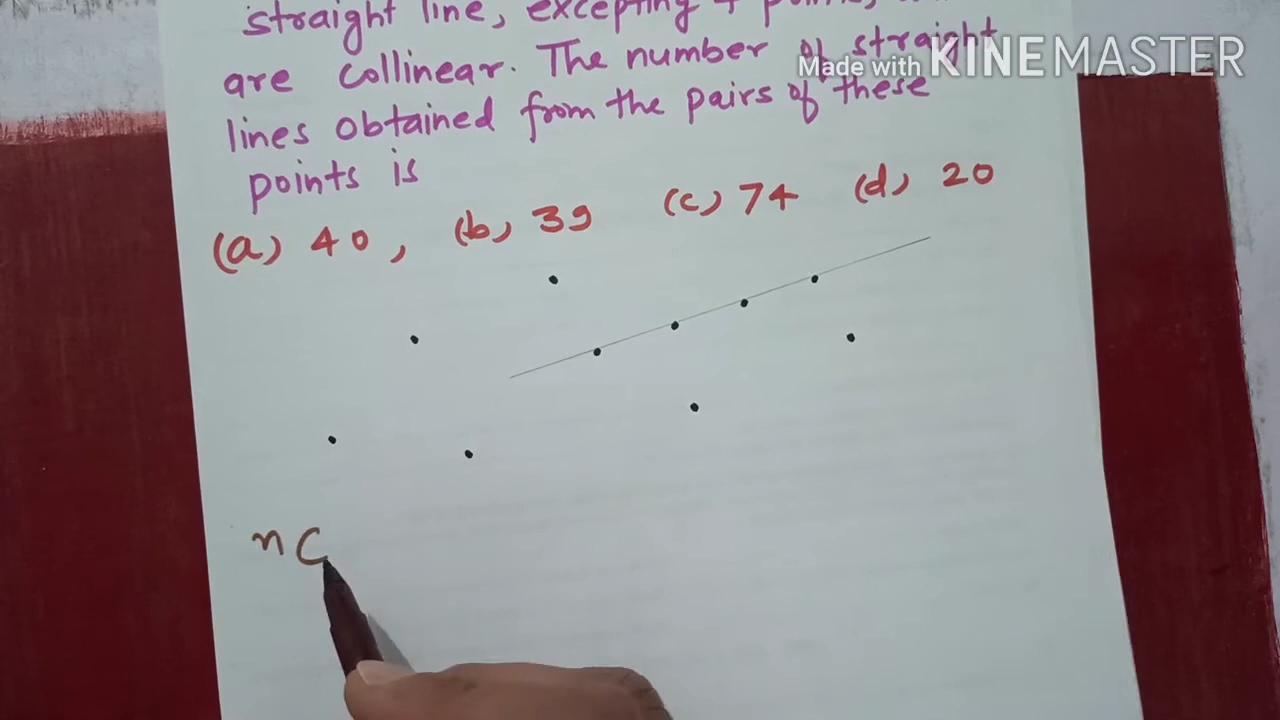 straight line, excepting 4
are collinear. The number of straight
lines obtained from the pairs of these
points is
(a) 40, (b) 39 (c) 74 (d) 20
nC
Made with KINEMASTER